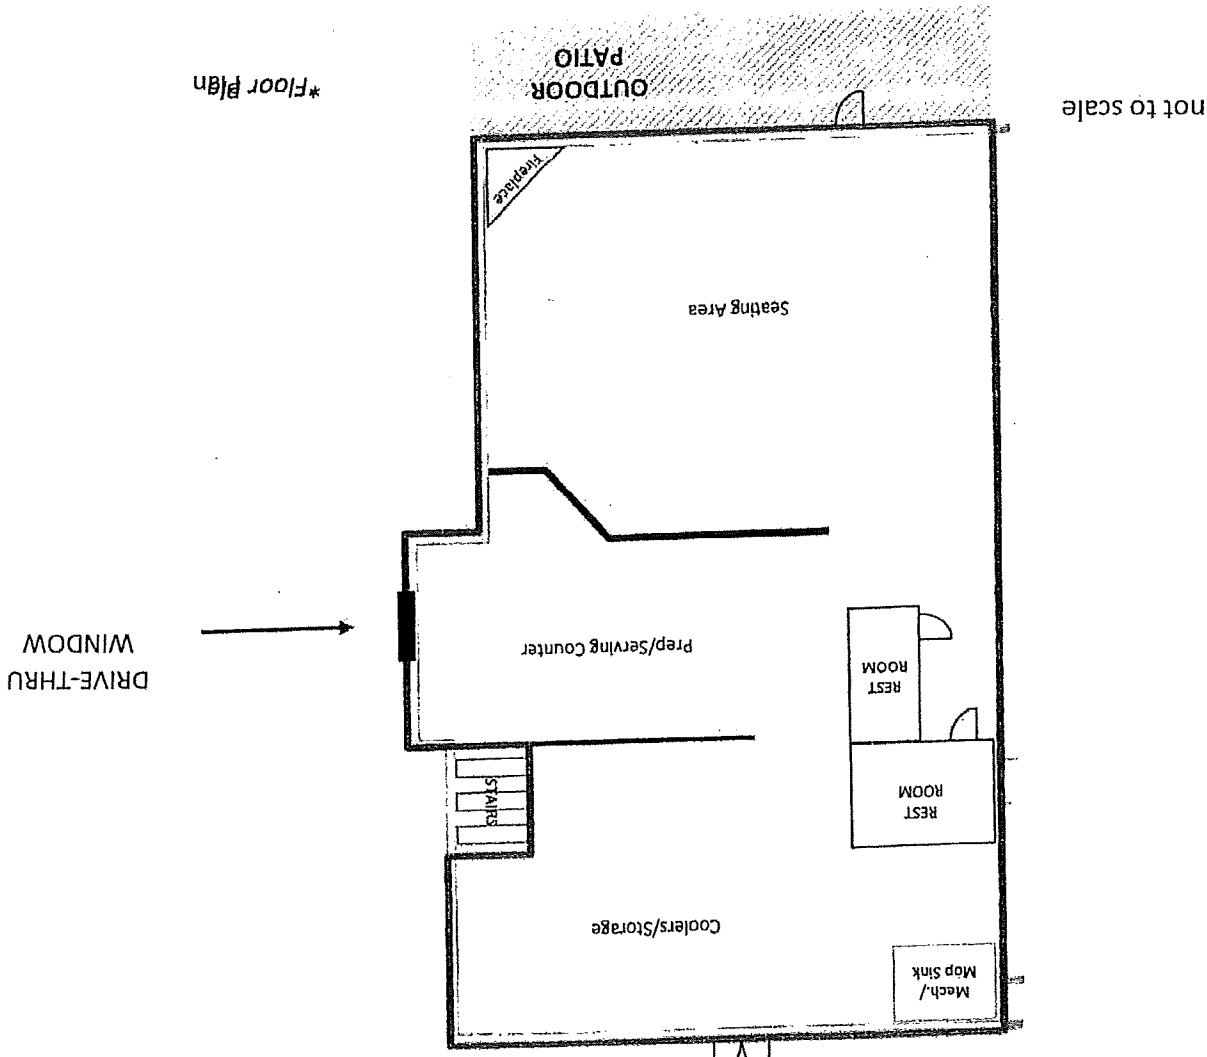 Mech./
Mop Sink
Coolers/Storage
REST
ROOM
STAIRS
REST
ROOM
Prep/Serving Counter
DRIVE-THRU
WINDOW
Seating Area
Fireplace
not to scale
OUTDOOR
PATIO
*Floor Plan